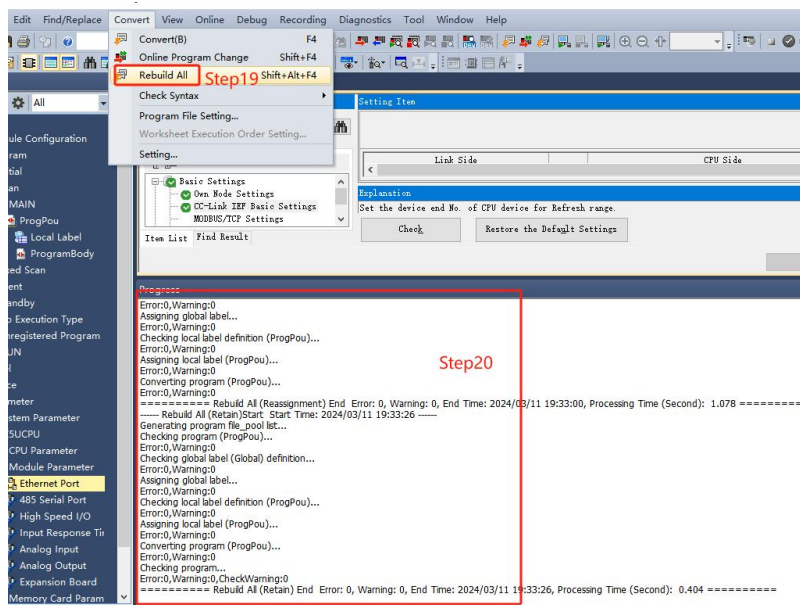 Edit Find/Replace Convert View Online Debug Recording Diagnostics Tool Window Help
Convert(B) F4
Online Program Change Shift+F4
Rebuild All Shift+Alt+F4
Step19
Check Syntax
Program File Setting...
Worksheet Execution Order Setting...
Setting...
All
ule Configuration
ram
tial
an
MAIN
ProgPou
Local Label
ProgramBody
ed Scan
ent
andby
Execution Type
nregistered Program
UN
meter
stem Parameter
5UCPU
CPU Parameter
Module Parameter
Ethernet Port
485 Serial Port
High Speed I/O
Input Response Tir
Analog Input
Analog Output
Expansion Board
Memory Card Param
Setting Item
Link Side CPU Side
Basic Settings
Own Node Settings
CC-Link IEF Basic Settings
MODBUS/TCP Settings
Item List Find Result
Explanation
Set the device end No. of CPU device for Refresh range.
Check Restore the Default Settings
Progress
Error:0,Warning:0
Assigning global label...
Error:0,Warning:0
Checking local label definition (ProgPou)...
Error:0,Warning:0
Assigning local label (ProgPou)...
Error:0,Warning:0
Converting program (ProgPou)...
Error:0,Warning:0
========== Rebuild All (Reassignment) End Error: 0, Warning: 0, End Time: 2024/03/11 19:33:00, Processing Time (Second): 1.078 =========
------ Rebuild All (Retain)Start Start Time: 2024/03/11 19:33:26 ------
Generating program file_pool list...
Checking program (ProgPou)...
Error:0,Warning:0
Checking global label (Global) definition...
Error:0,Warning:0
Assigning global label...
Error:0,Warning:0
Checking local label definition (ProgPou)...
Error:0,Warning:0
Assigning local label (ProgPou)...
Error:0,Warning:0
Converting program (ProgPou)...
Error:0,Warning:0
Checking program...
Error:0,Warning:0,CheckWarning:0
========== Rebuild All (Retain) End Error: 0, Warning: 0, End Time: 2024/03/11 19:33:26, Processing Time (Second): 0.404 ==========
Step20